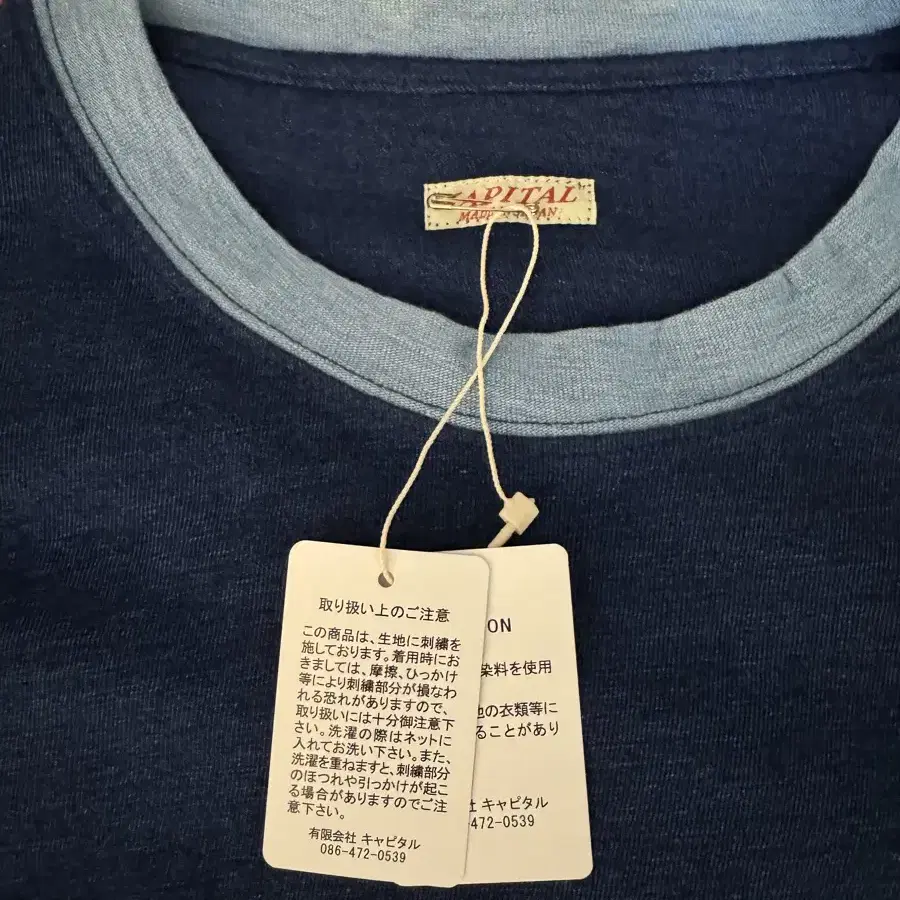 KAPITAL
MADE IN JAPAN.
取り扱い上のご注意
この商品は、生地に刺繍を
施しております。着用時にお
きましては、摩擦、ひっかけ
等により刺繍部分が損なわ
れる恐れがありますので、
取り扱いには十分御注意下
さい。洗濯の際はネットに
入れてお洗い下さい。また、
洗濯を重ねますと、刺繍部分
のほつれや引っかけが起こ
る場合がありますのでご注
意下さい。
有限会社 キャピタル
086-472-0539
ON
染料を使用
他の衣類等に
ることがあり
社 キャピタル
-472-0539